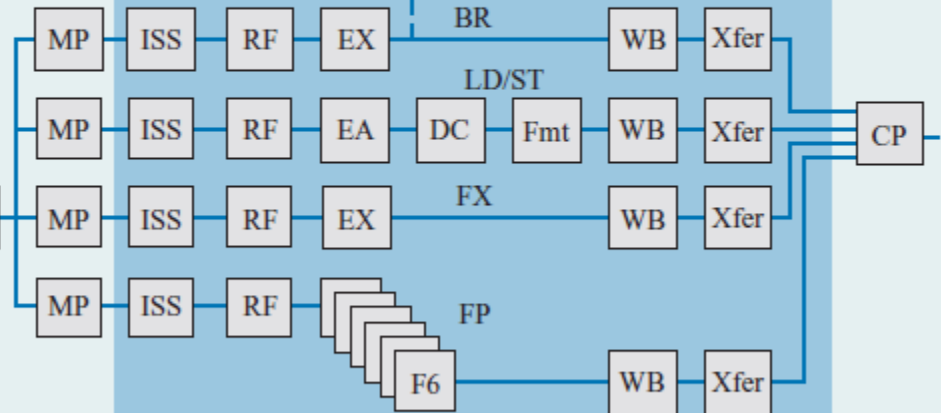 BR
MP ISS RF EX WB Xfer
LD/ST
MP ISS RF EA DC Fmt WB Xfer CP
FX
MP ISS RF EX WB Xfer
MP ISS RF FP
F6 WB Xfer